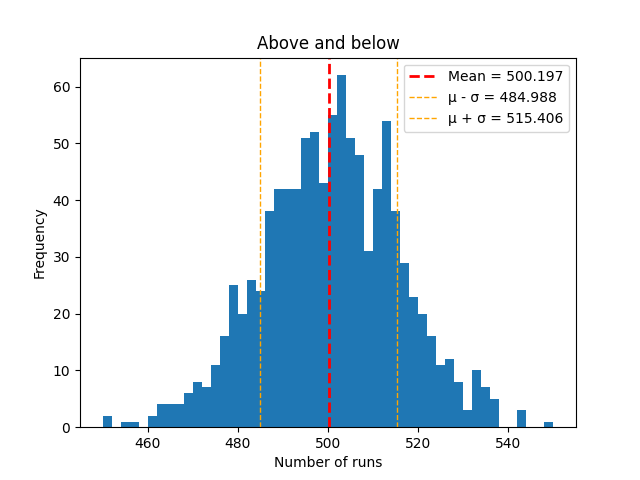 Above and below
Mean = 500.197
μ - σ = 484.988
μ + σ = 515.406
Frequency
60
50
40
30
20
10
0
460 480 500 520 540
Number of runs